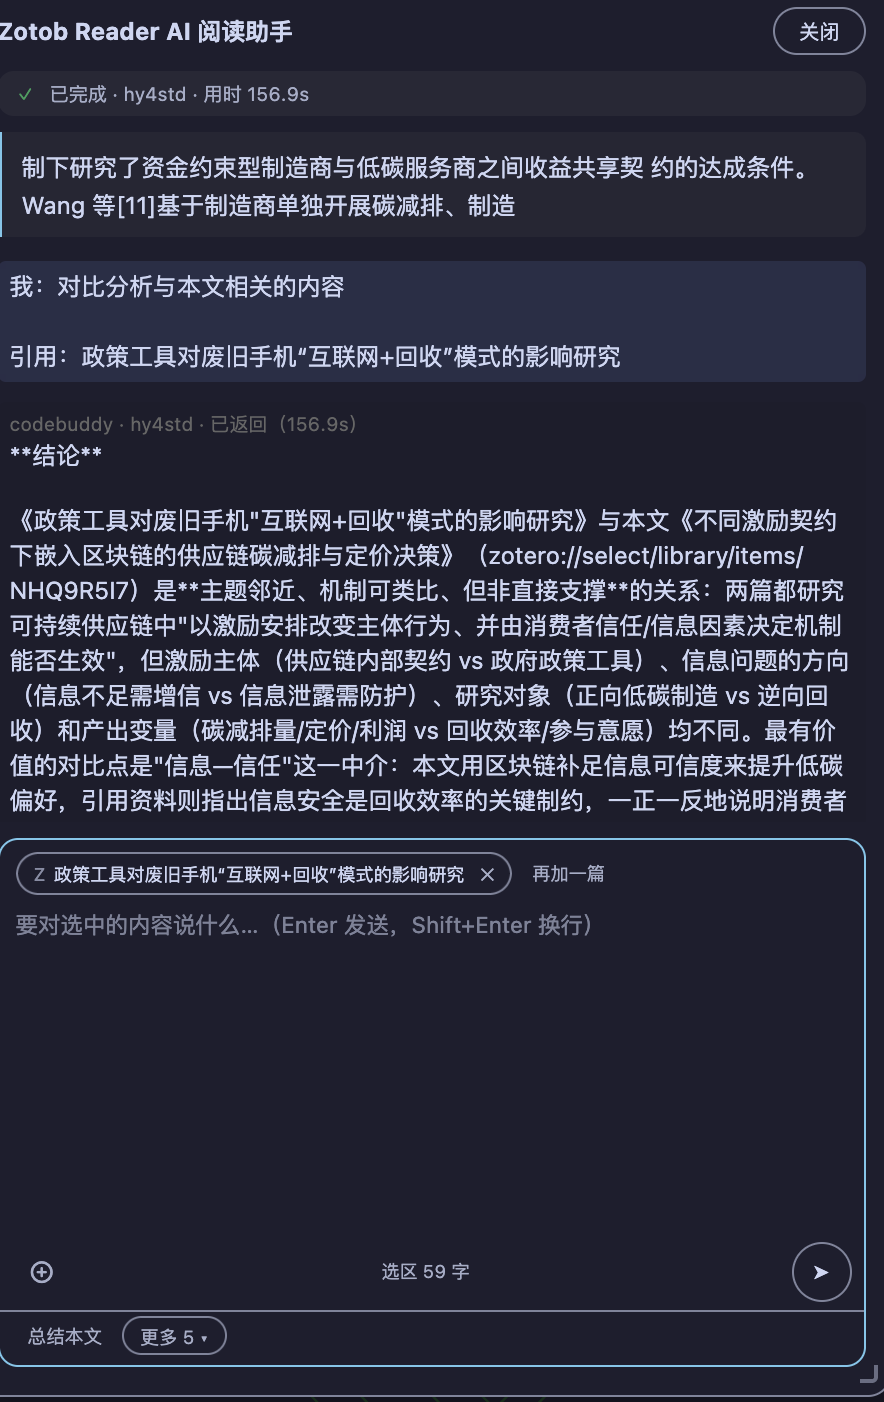 Zotob Reader AI 阅读助手
关闭
✓ 已完成 · hy4std · 用时 156.9s
制下研究了资金约束型制造商与低碳服务商之间收益共享契 约的达成条件。
Wang 等[11]基于制造商单独开展碳减排、制造
我：对比分析与本文相关的内容
引用：政策工具对废旧手机“互联网+回收”模式的影响研究
codebuddy · hy4std · 已返回（156.9s）
**结论**
《政策工具对废旧手机"互联网+回收"模式的影响研究》与本文《不同激励契约
下嵌入区块链的供应链碳减排与定价决策》（zotero://select/library/items/
NHQ9R5I7）是**主题邻近、机制可类比、但非直接支撑**的关系：两篇都研究
可持续供应链中"以激励安排改变主体行为、并由消费者信任/信息因素决定机制
能否生效"，但激励主体（供应链内部契约 vs 政府政策工具）、信息问题的方向
（信息不足需增信 vs 信息泄露需防护）、研究对象（正向低碳制造 vs 逆向回
收）和产出变量（碳减排量/定价/利润 vs 回收效率/参与意愿）均不同。最有价
值的对比点是"信息—信任"这一中介：本文用区块链补足信息可信度来提升低碳
偏好，引用资料则指出信息安全是回收效率的关键制约，一正一反地说明消费者
Z 政策工具对废旧手机“互联网+回收”模式的影响研究 ×
再加一篇
要对选中的内容说什么...（Enter 发送，Shift+Enter 换行）
选区 59 字
总结本文
更多 5 ▾